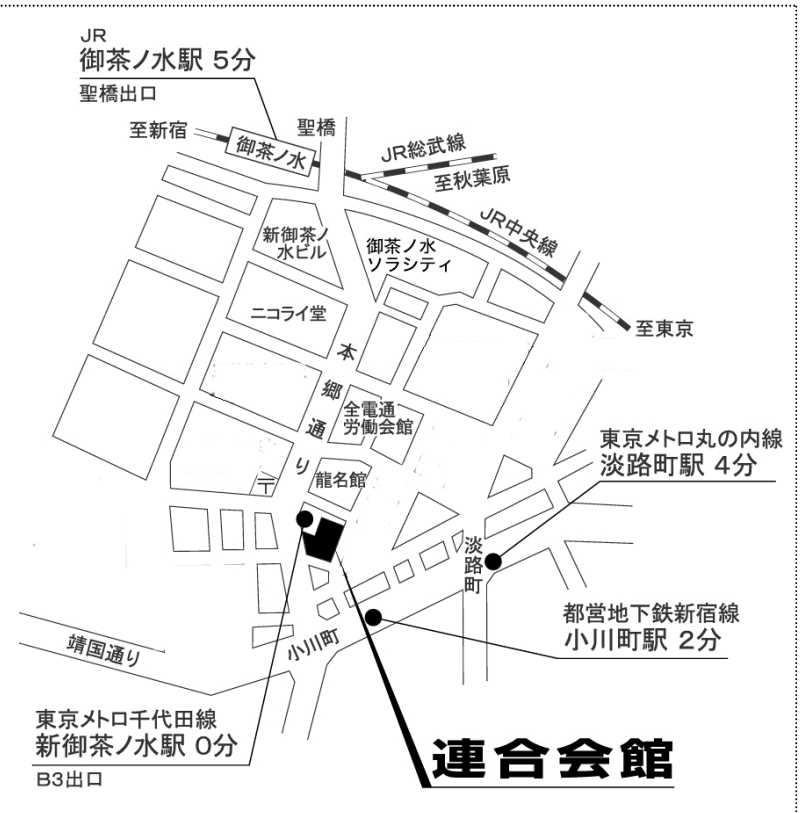 JR
御茶ノ水駅 5分
聖橋出口
至新宿
御茶ノ水
聖橋
JR総武線
至秋葉原
JR中央線
至東京
新御茶ノ
水ビル
御茶ノ水
ソラシティ
ニコライ堂
本郷通り
全電通
労働会館
龍名館
〒
東京メトロ丸の内線
淡路町駅 4分
淡路町
都営地下鉄新宿線
小川町駅 2分
小川町
靖国通り
東京メトロ千代田線
新御茶ノ水駅 0分
B3出口
連合会館